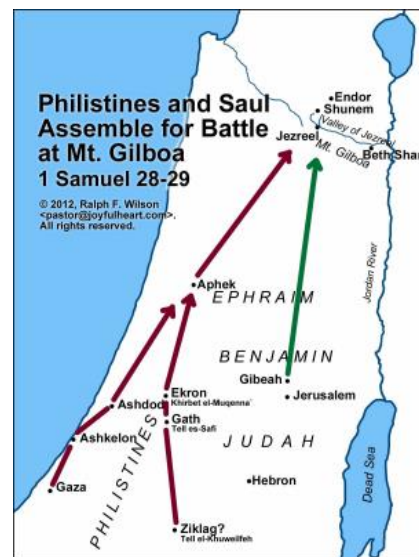 Philistines and Saul
Assemble for Battle
at Mt. Gilboa
1 Samuel 28-29
© 2012, Ralph F. Wilson
<pastor@joyfulheart.com>.
All rights reserved.
Endor
Shunem
Valley of Jezreel
Jezreel
Mt. Gilboa
Beth Shan
Aphek
EPHRAIM
Jordan River
BENJAMIN
Gibeah
Jerusalem
Ekron
Khirbet el-Muqenna'
Ashdod
Gath
Tell es-Safi
Ashkelon
JUDAH
PHILISTINES
Hebron
Dead Sea
Gaza
Ziklag?
Tell el-Khuweilfeh